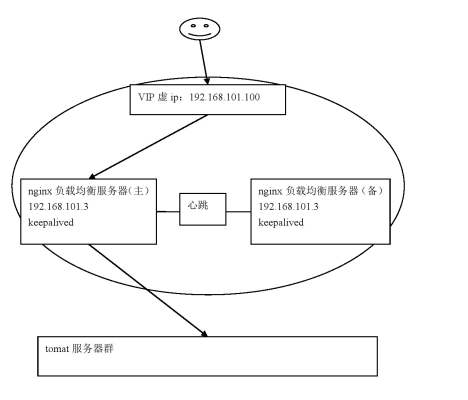 VIP 虚 ip：192.168.101.100
nginx 负载均衡服务器（主）
192.168.101.3
keepalived
心跳
nginx 负载均衡服务器（备）
192.168.101.3
keepalived
tomat 服务器群